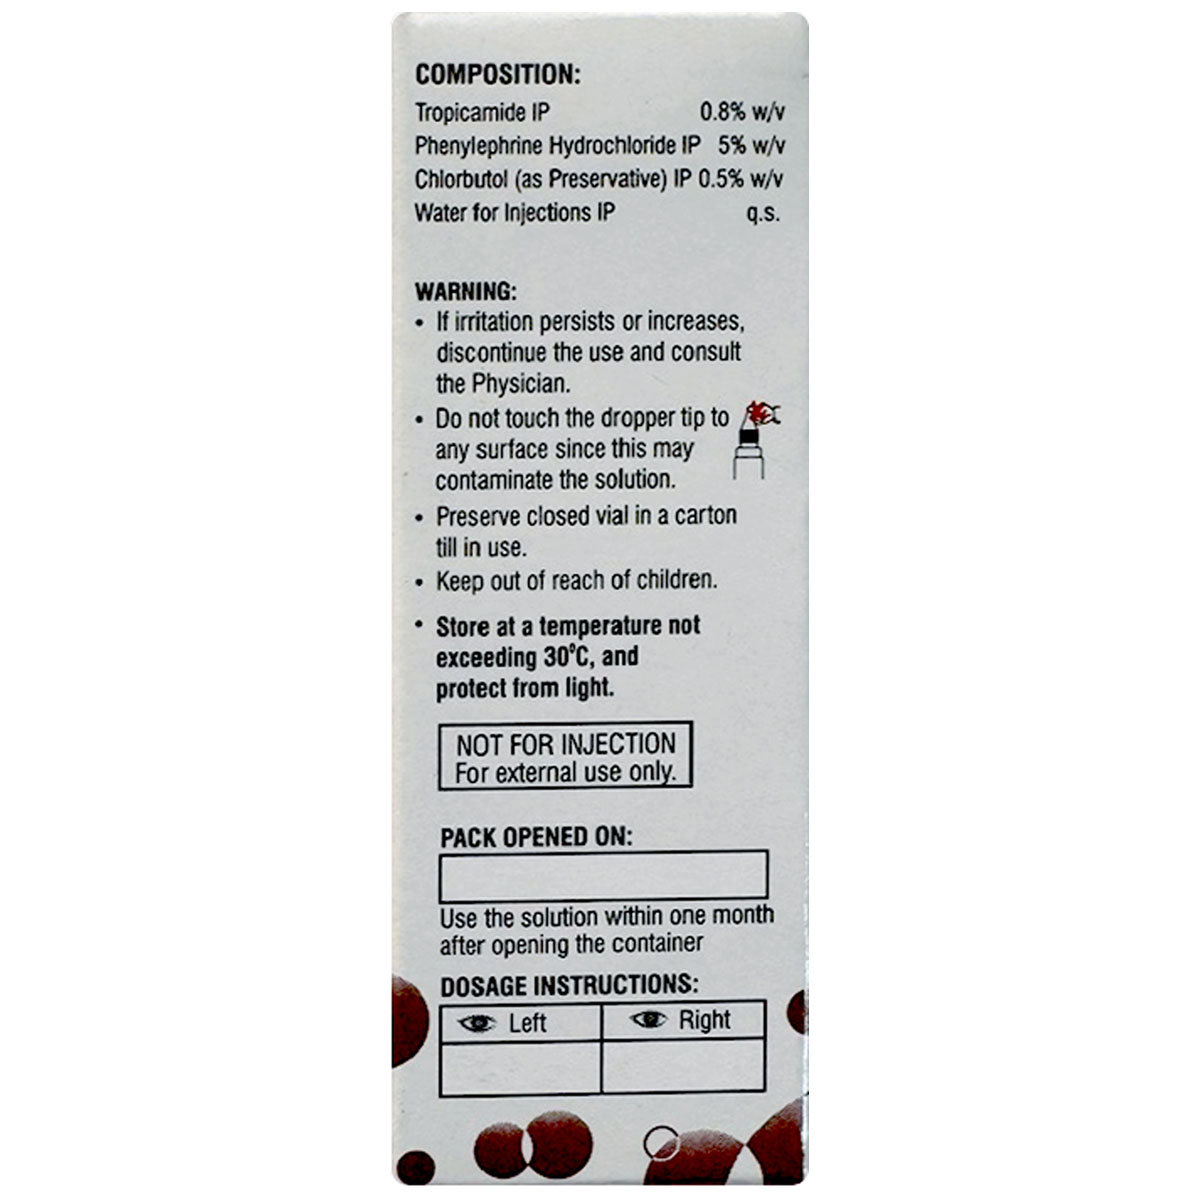 COMPOSITION:
Tropicamide IP 0.8% w/v
Phenylephrine Hydrochloride IP 5% w/v
Chlorbutol (as Preservative) IP 0.5% w/v
Water for Injections IP q.s.
WARNING:
• If irritation persists or increases,
discontinue the use and consult
the Physician.
• Do not touch the dropper tip to
any surface since this may
contaminate the solution.
• Preserve closed vial in a carton
till in use.
• Keep out of reach of children.
• Store at a temperature not
exceeding 30°C, and
protect from light.
NOT FOR INJECTION
For external use only.
PACK OPENED ON:
Use the solution within one month
after opening the container
DOSAGE INSTRUCTIONS:
Left Right